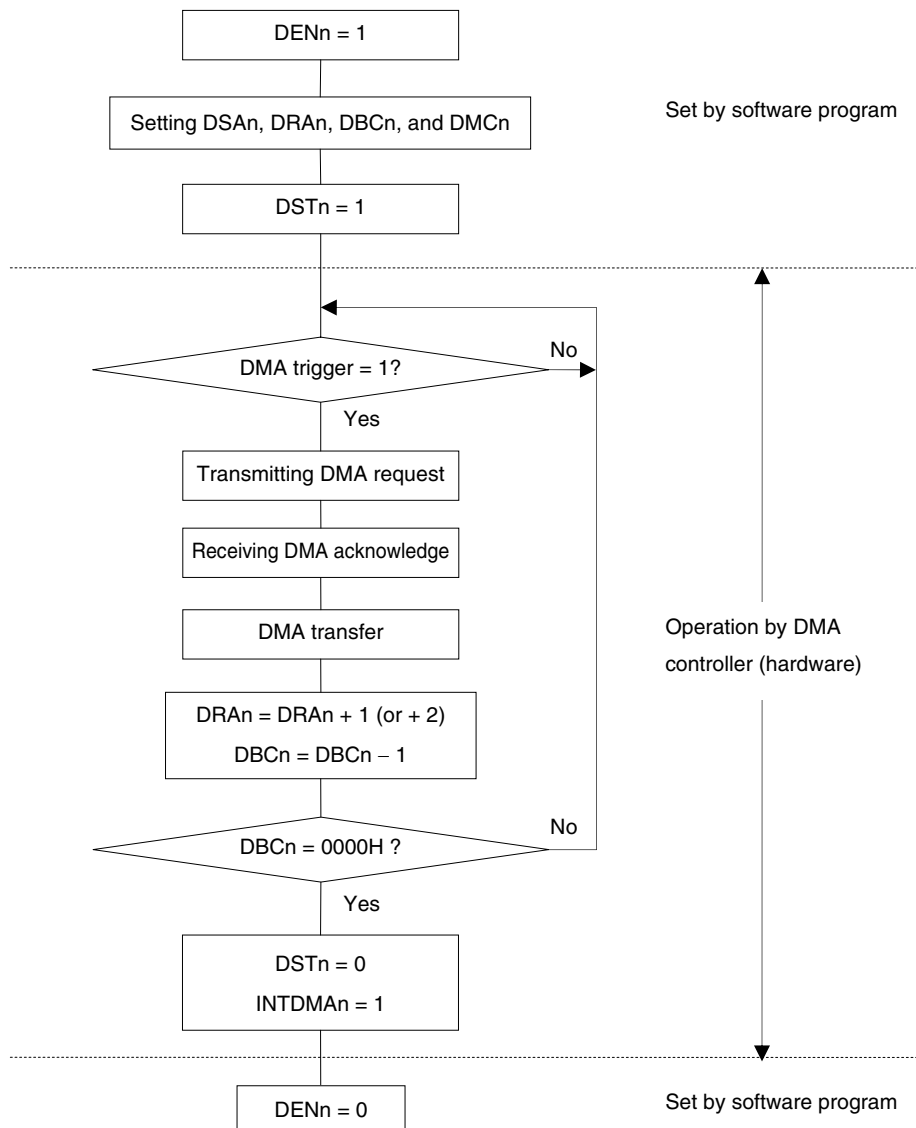 DENn = 1
Setting DSAn, DRAn, DBCn, and DMCn
Set by software program
DSTn = 1
DMA trigger = 1?
No
Yes
Transmitting DMA request
Receiving DMA acknowledge
DMA transfer
Operation by DMA
controller (hardware)
DRAn = DRAn + 1 (or + 2)
DBCn = DBCn − 1
DBCn = 0000H ?
No
Yes
DSTn = 0
INTDMAn = 1
DENn = 0
Set by software program